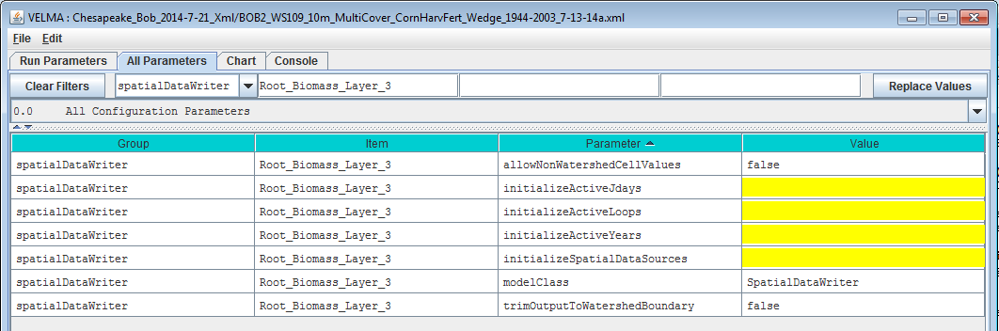 VELMA : Chesapeake_Bob_2014-7-21_Xml/BOB2_WS109_10m_MultiCover_CornHarvFert_Wedge_1944-2003_7-13-14a.xml
File Edit
Run Parameters All Parameters Chart Console
Clear Filters spatialDataWriter Root_Biomass_Layer_3 Replace Values
0.0 All Configuration Parameters
Group Item Parameter Value
spatialDataWriter Root_Biomass_Layer_3 allowNonWatershedCellValues false
spatialDataWriter Root_Biomass_Layer_3 initializeActiveJdays
spatialDataWriter Root_Biomass_Layer_3 initializeActiveLoops
spatialDataWriter Root_Biomass_Layer_3 initializeActiveYears
spatialDataWriter Root_Biomass_Layer_3 initializeSpatialDataSources
spatialDataWriter Root_Biomass_Layer_3 modelClass SpatialDataWriter
spatialDataWriter Root_Biomass_Layer_3 trimOutputToWatershedBoundary false